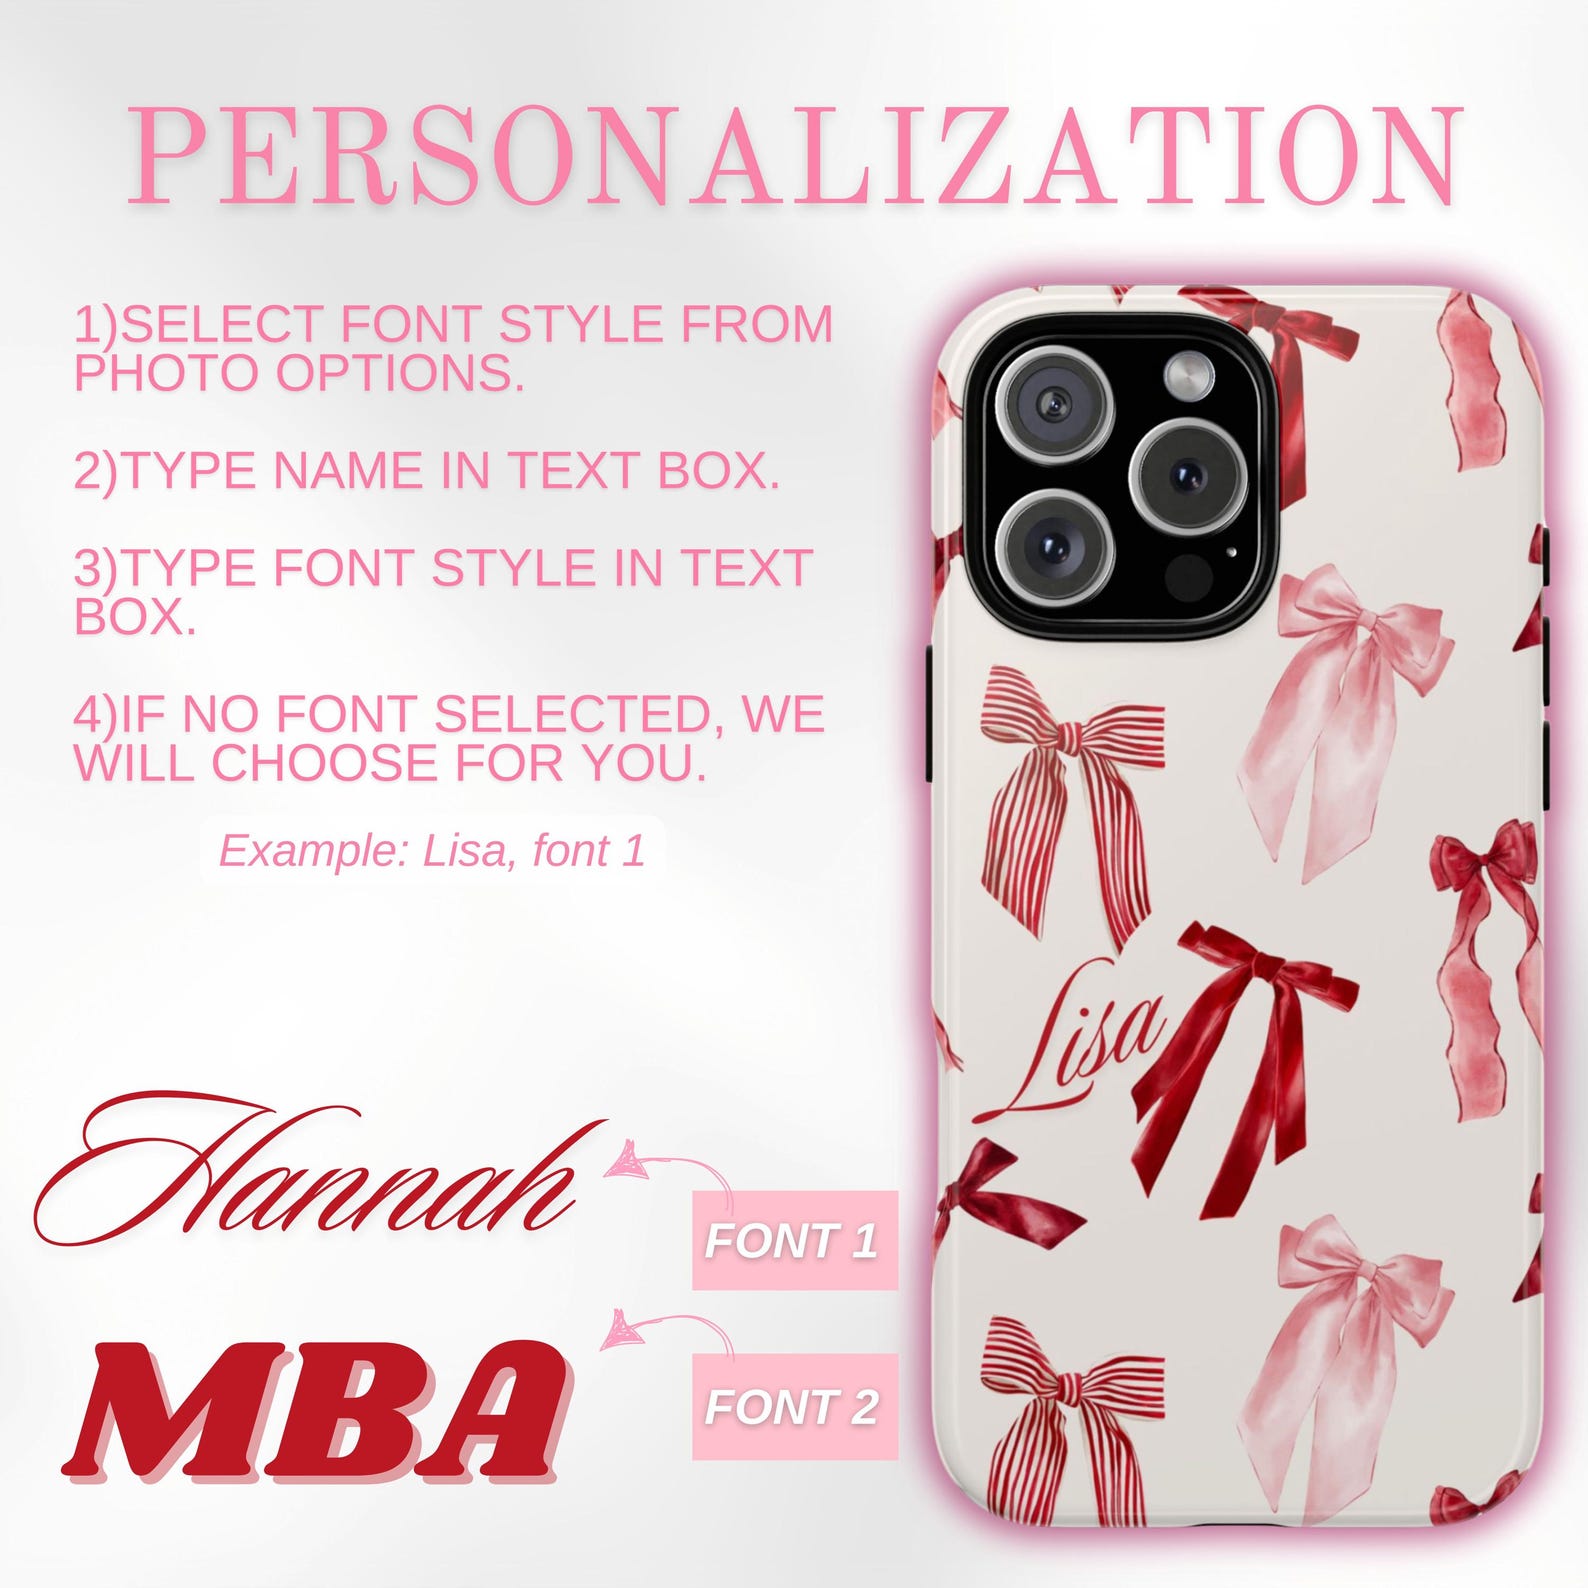 PERSONALIZATION
1)SELECT FONT STYLE FROM
PHOTO OPTIONS.
2)TYPE NAME IN TEXT BOX.
3)TYPE FONT STYLE IN TEXT
BOX.
4)IF NO FONT SELECTED, WE
WILL CHOOSE FOR YOU.
Example: Lisa, font 1
Lisa
Hannah
FONT 1
MBA
FONT 2